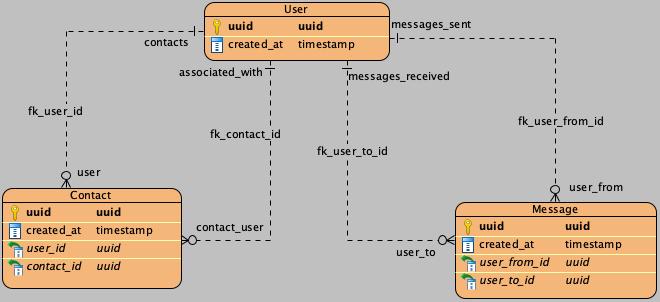 User
uuid uuid
created_at timestamp
messages_sent
contacts
associated_with
messages_received
fk_user_id
fk_contact_id
fk_user_to_id
fk_user_from_id
user
user_from
Contact
uuid uuid
created_at timestamp
user_id uuid
contact_id uuid
contact_user
user_to
Message
uuid uuid
created_at timestamp
user_from_id uuid
user_to_id uuid